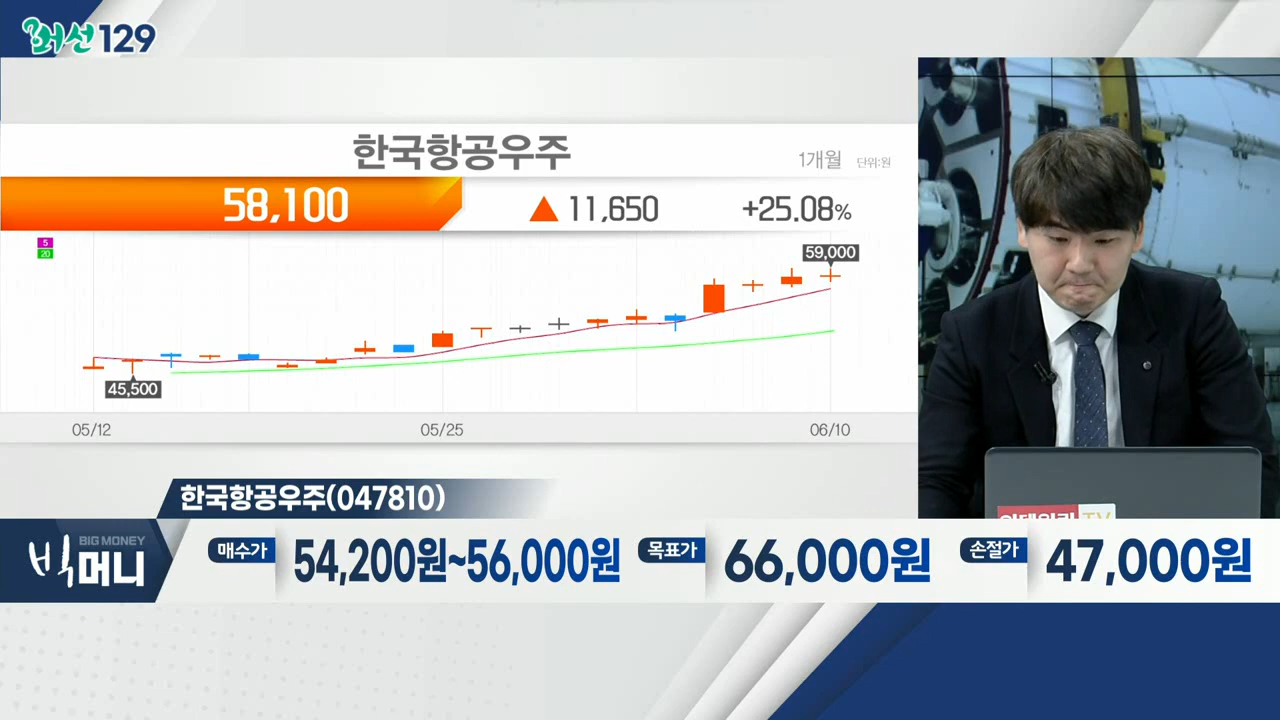 머선129
한국항공우주
1개월 단위:원
58,100 ▲ 11,650 +25.08%
5
20
59,000
45,500
05/12 05/25 06/10
한국항공우주(047810)
BIG MONEY
빅머니
매수가 54,200원~56,000원 목표가 66,000원 손절가 47,000원
TV